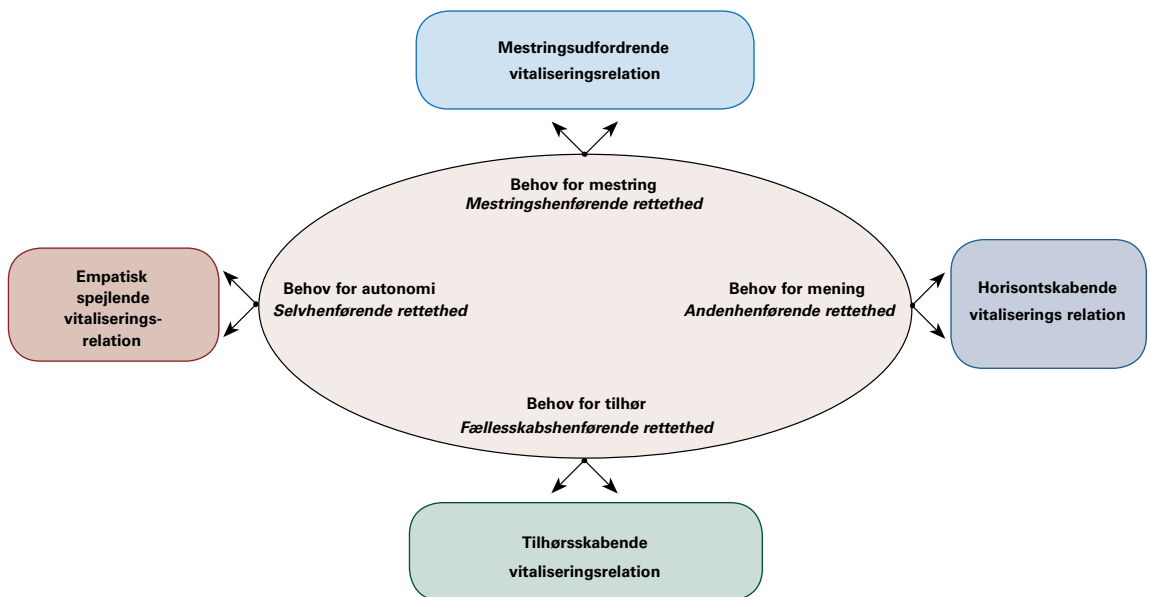 Mestringsudfordrende
vitaliseringsrelation
Behov for mestring
Mestringshenførende rettethed
Empatisk
spejlende
vitaliserings-
relation
Behov for autonomi
Selvhenførende rettethed
Behov for mening
Andenhenførende rettethed
Horisontskabende
vitaliserings relation
Behov for tilhør
Fællesskabshenførende rettethed
Tilhørsskabende
vitaliseringsrelation